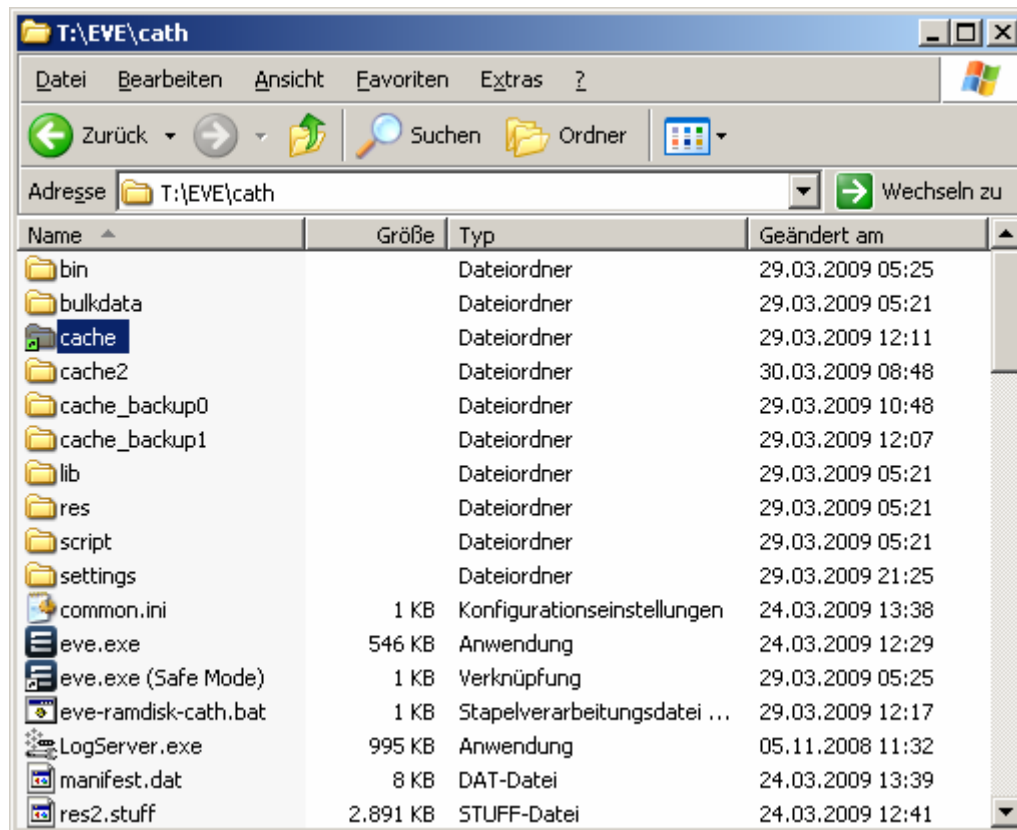 T:\EVE\cath
Datei Bearbeiten Ansicht Favoriten Extras ?
Zurück Suchen Ordner
Adresse T:\EVE\cath Wechseln zu
Name Größe Typ Geändert am
bin Dateiordner 29.03.2009 05:25
bulkdata Dateiordner 29.03.2009 05:21
cache Dateiordner 29.03.2009 12:11
cache2 Dateiordner 30.03.2009 08:48
cache_backup0 Dateiordner 29.03.2009 10:48
cache_backup1 Dateiordner 29.03.2009 12:07
lib Dateiordner 29.03.2009 05:21
res Dateiordner 29.03.2009 05:21
script Dateiordner 29.03.2009 05:21
settings Dateiordner 29.03.2009 21:25
common.ini 1 KB Konfigurationseinstellungen 24.03.2009 13:38
eve.exe 546 KB Anwendung 24.03.2009 12:29
eve.exe (Safe Mode) 1 KB Verknüpfung 29.03.2009 05:25
eve-ramdisk-cath.bat 1 KB Stapelverarbeitungsdatei ... 29.03.2009 12:17
LogServer.exe 995 KB Anwendung 05.11.2008 11:32
manifest.dat 8 KB DAT-Datei 24.03.2009 13:39
res2.stuff 2.891 KB STUFF-Datei 24.03.2009 12:41